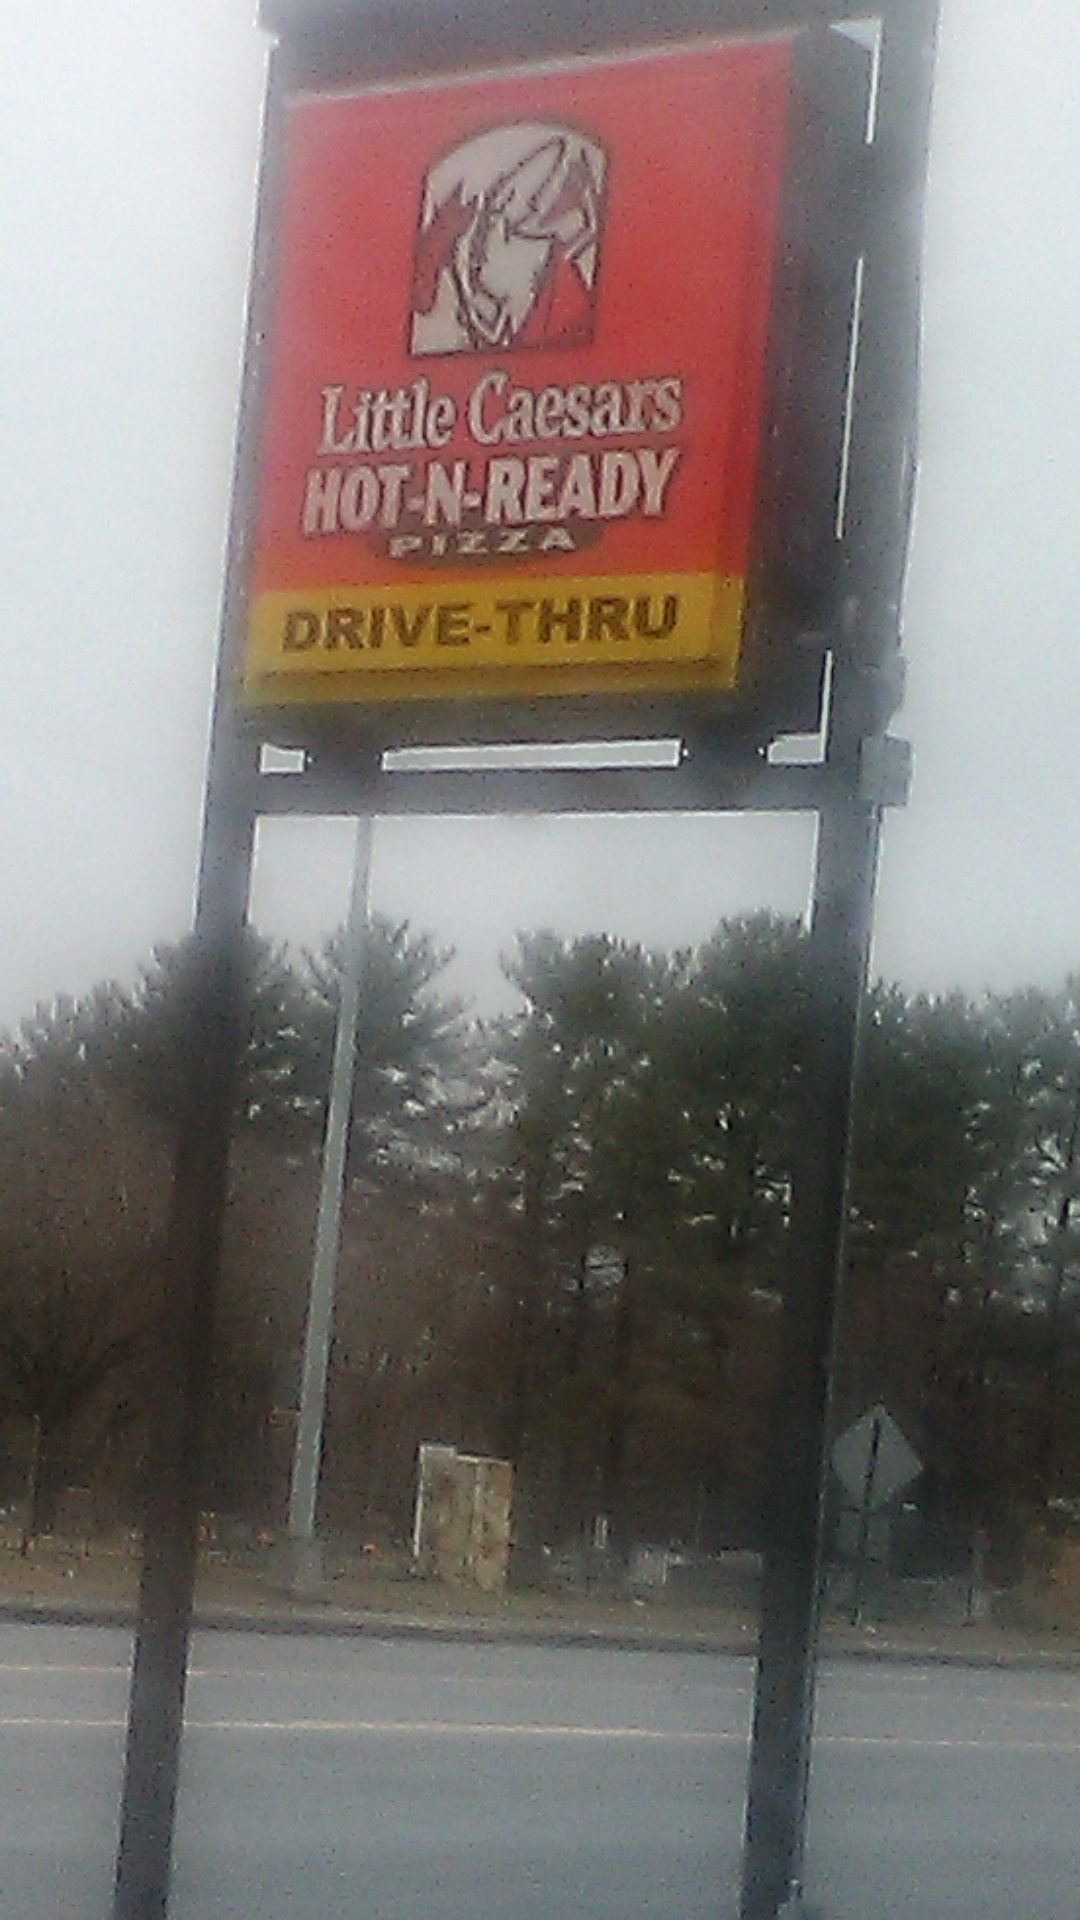 Little Caesars
HOT-N-READY
PIZZA
DRIVE-THRU